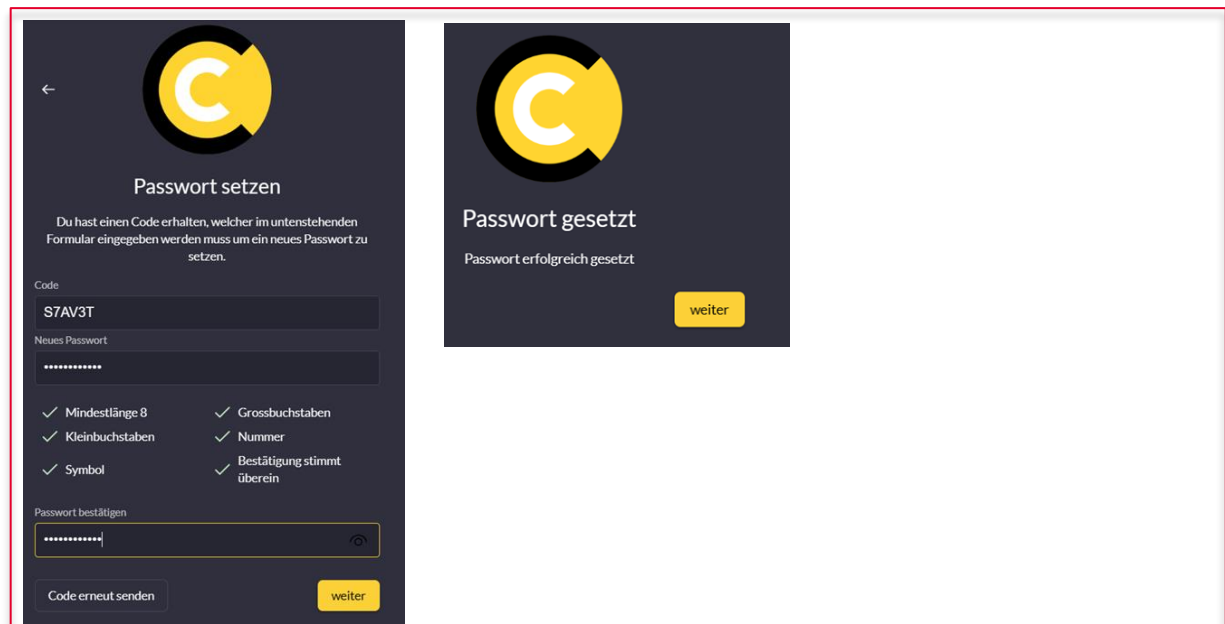 Passwort setzen
Du hast einen Code erhalten, welcher im untenstehenden
Formular eingegeben werden muss um ein neues Passwort zu
setzen.
Code
S7AV3T
Neues Passwort
••••••••••••
Mindestlänge 8
Grossbuchstaben
Kleinbuchstaben
Nummer
Symbol
Bestätigung stimmt
überein
Passwort bestätigen
••••••••••••
Code erneut senden
weiter
Passwort gesetzt
Passwort erfolgreich gesetzt
weiter